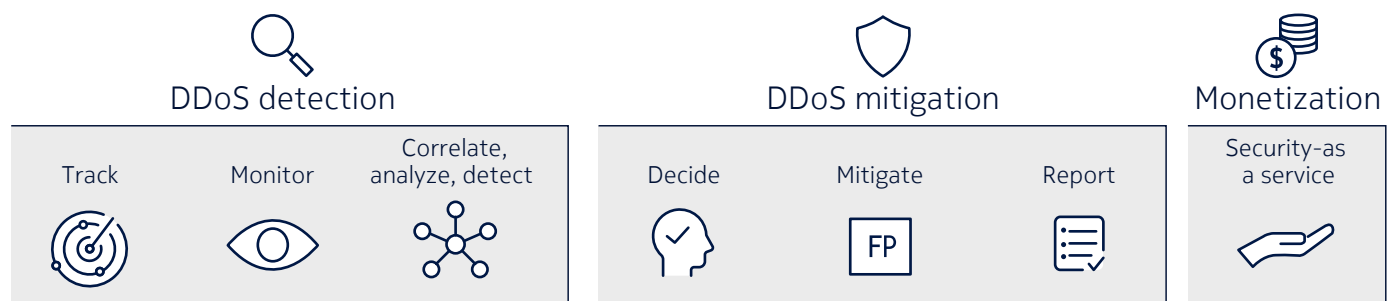 DDoS detection
DDoS mitigation
$
Monetization
Track
Monitor
Correlate,
analyze, detect
Decide
Mitigate
FP
Report
Security-as
a service